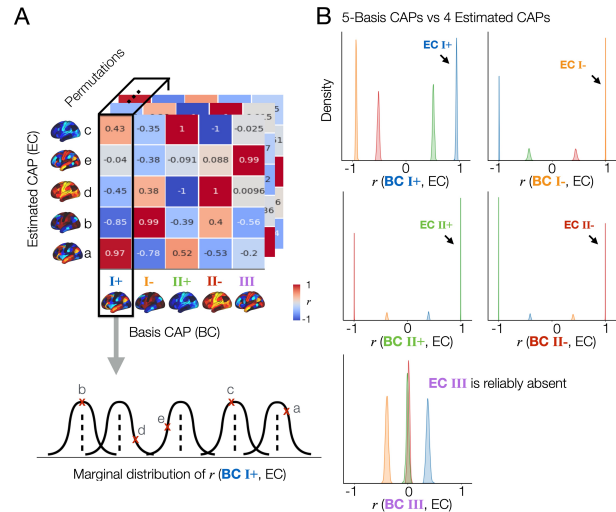 A
Permutations
Estimated CAP (EC)
c
0.43 -0.35 1 -1 -0.025
e
-0.04 -0.38 -0.091 0.088 0.99
d
-0.45 0.38 -1 1 0.0096
b
-0.85 0.99 -0.39 0.4 -0.56
a
0.97 -0.78 0.52 -0.53 -0.2
I+ I- II+ II- III
1
r
-1
Basis CAP (BC)
b
c
a
e
d
Marginal distribution of r (BC I+, EC)
B
5-Basis CAPs vs 4 Estimated CAPs
Density
EC I+
-1 0 1
r (BC I+, EC)
EC I-
-1 0 1
r (BC I-, EC)
EC II+
-1 0 1
r (BC II+, EC)
EC II-
-1 0 1
r (BC II-, EC)
EC III is reliably absent
-1 0 1
r (BC III, EC)